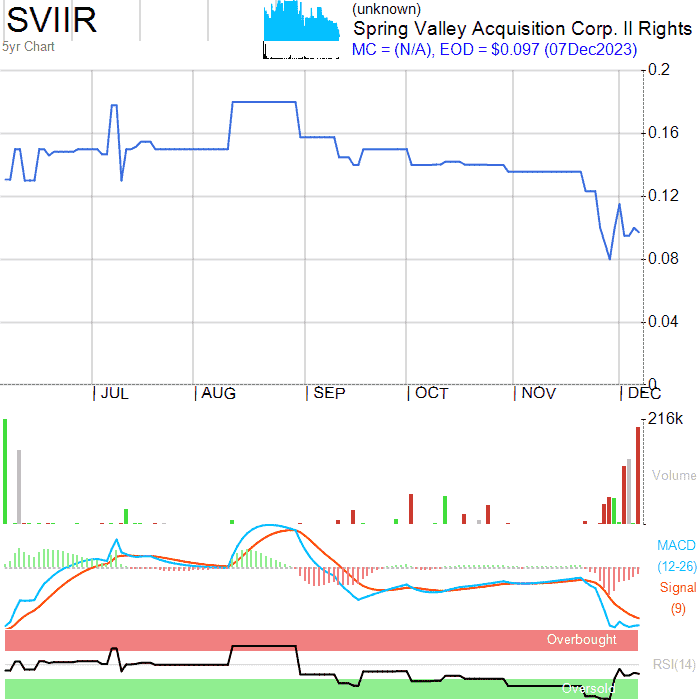 SVIIR
5yr Chart
(unknown)
Spring Valley Acquisition Corp. II Rights
MC = (N/A), EOD = $0.097 (07Dec2023)
0.2
0.16
0.12
0.08
0.04
0
JUL AUG SEP OCT NOV DEC
216k
Volume
MACD
(12-26)
Signal
(9)
Overbought
RSI(14)
Oversold